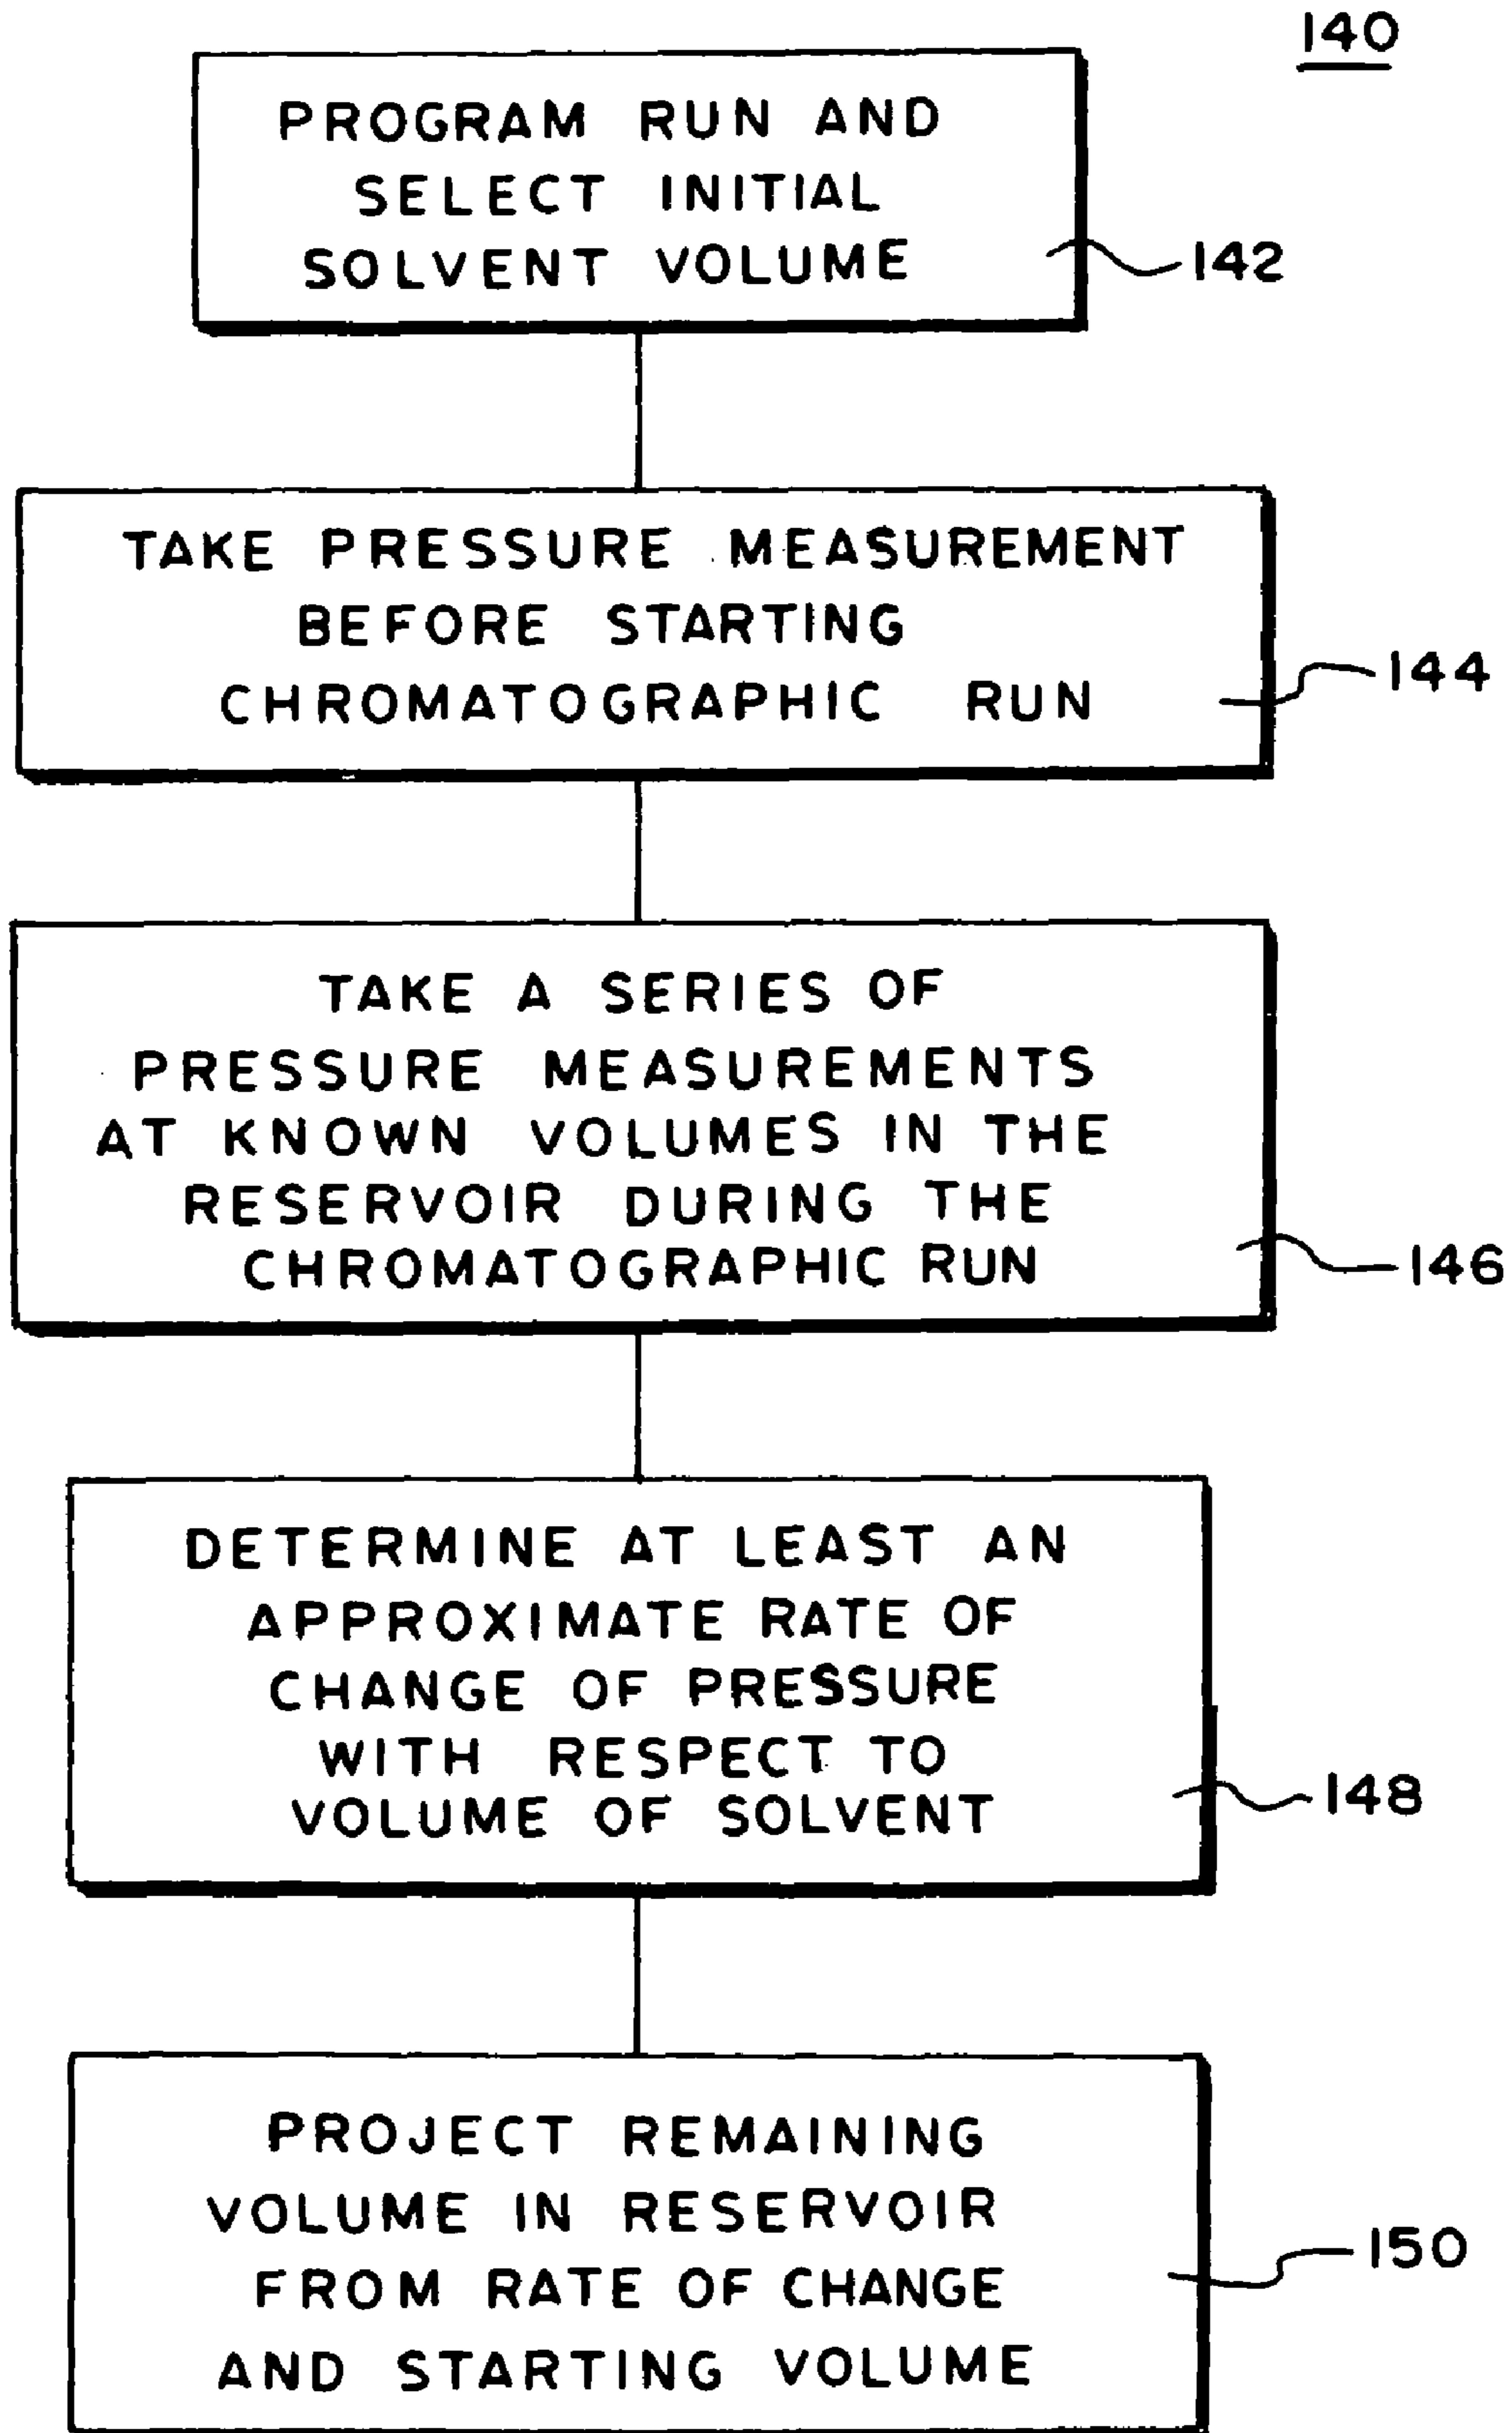 140
PROGRAM RUN AND
SELECT INITIAL
SOLVENT VOLUME
142
TAKE PRESSURE MEASUREMENT
BEFORE STARTING
CHROMATOGRAPHIC RUN
144
TAKE A SERIES OF
PRESSURE MEASUREMENTS
AT KNOWN VOLUMES IN THE
RESERVOIR DURING THE
CHROMATOGRAPHIC RUN
146
DETERMINE AT LEAST AN
APPROXIMATE RATE OF
CHANGE OF PRESSURE
WITH RESPECT TO
VOLUME OF SOLVENT
148
PROJECT REMAINING
VOLUME IN RESERVOIR
FROM RATE OF CHANGE
AND STARTING VOLUME
150